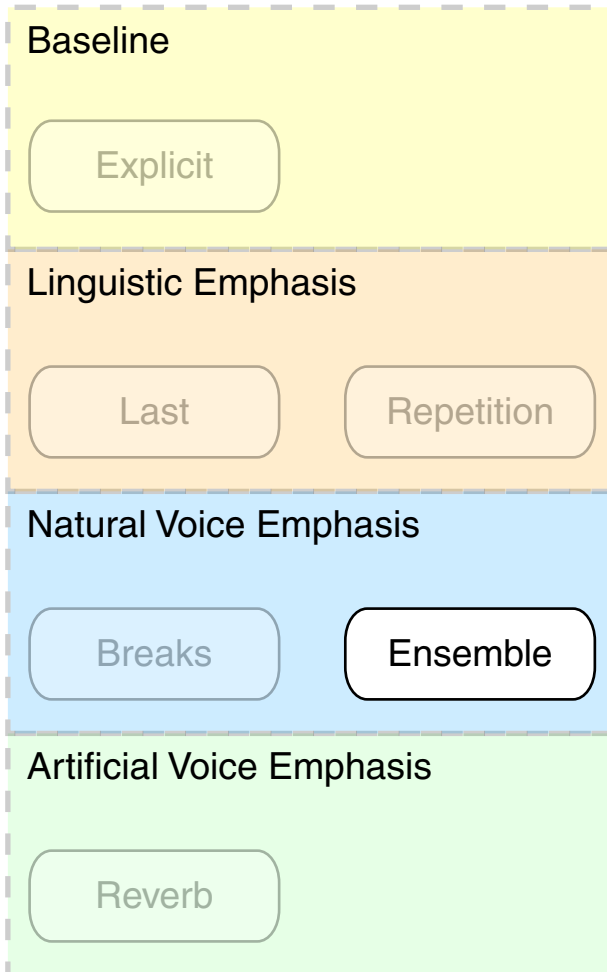 Baseline
Explicit
Linguistic Emphasis
Last Repetition
Natural Voice Emphasis
Breaks Ensemble
Artificial Voice Emphasis
Reverb